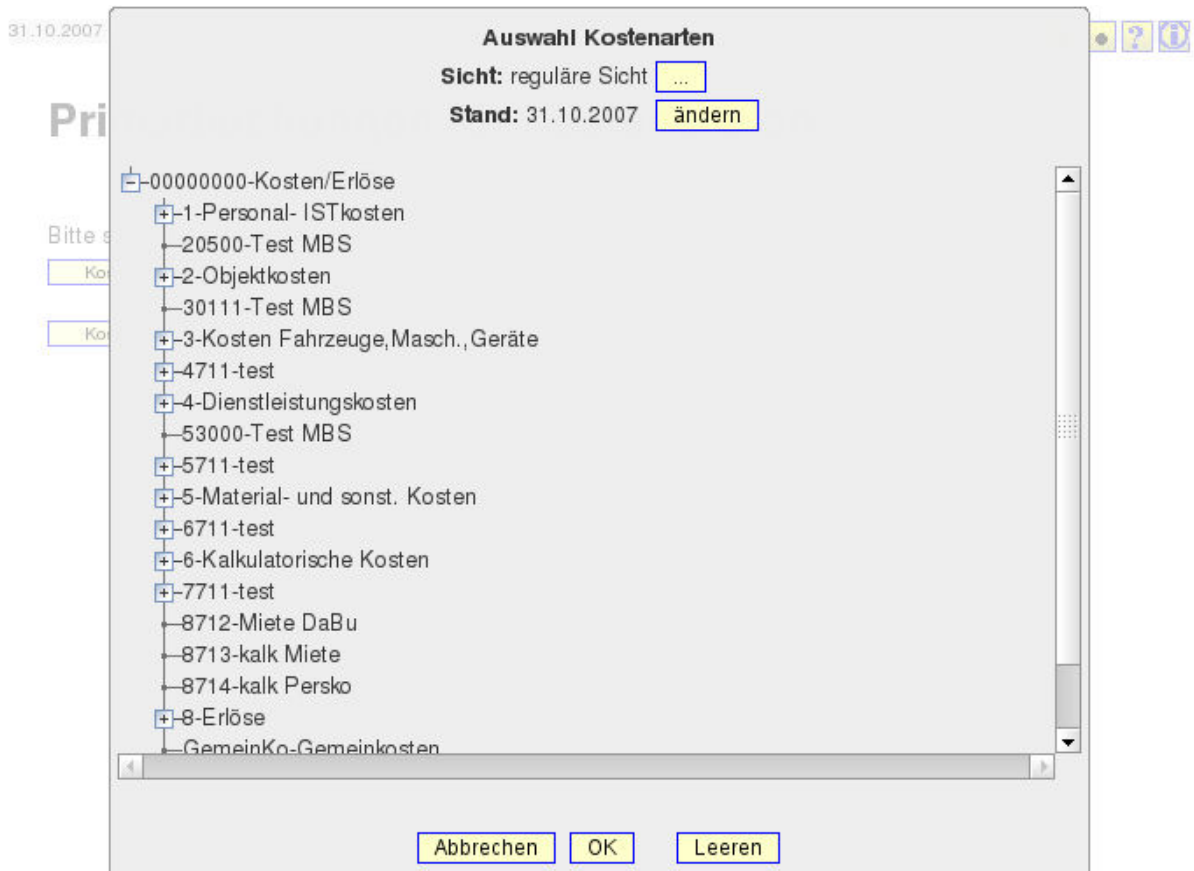 31.10.2007
Auswahl Kostenarten
Sicht: reguläre Sicht ...
Stand: 31.10.2007 ändern
Pri
00000000-Kosten/Erlöse
1-Personal- ISTkosten
20500-Test MBS
Bitte s
2-Objektkosten
Kos
30111-Test MBS
3-Kosten Fahrzeuge,Masch.,Geräte
Kos
4711-test
4-Dienstleistungskosten
53000-Test MBS
5711-test
5-Material- und sonst. Kosten
6711-test
6-Kalkulatorische Kosten
7711-test
8712-Miete DaBu
8713-kalk Miete
8714-kalk Persko
8-Erlöse
GemeinKo-Gemeinkosten
Abbrechen OK Leeren